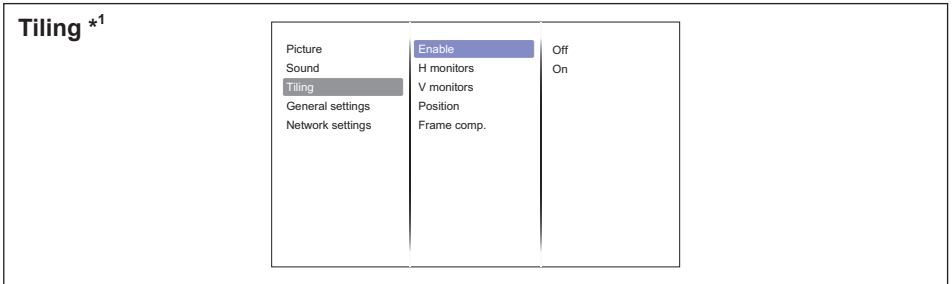 Tiling *1
Picture
Sound
Tiling
General settings
Network settings
Enable
H monitors
V monitors
Position
Frame comp.
Off
On